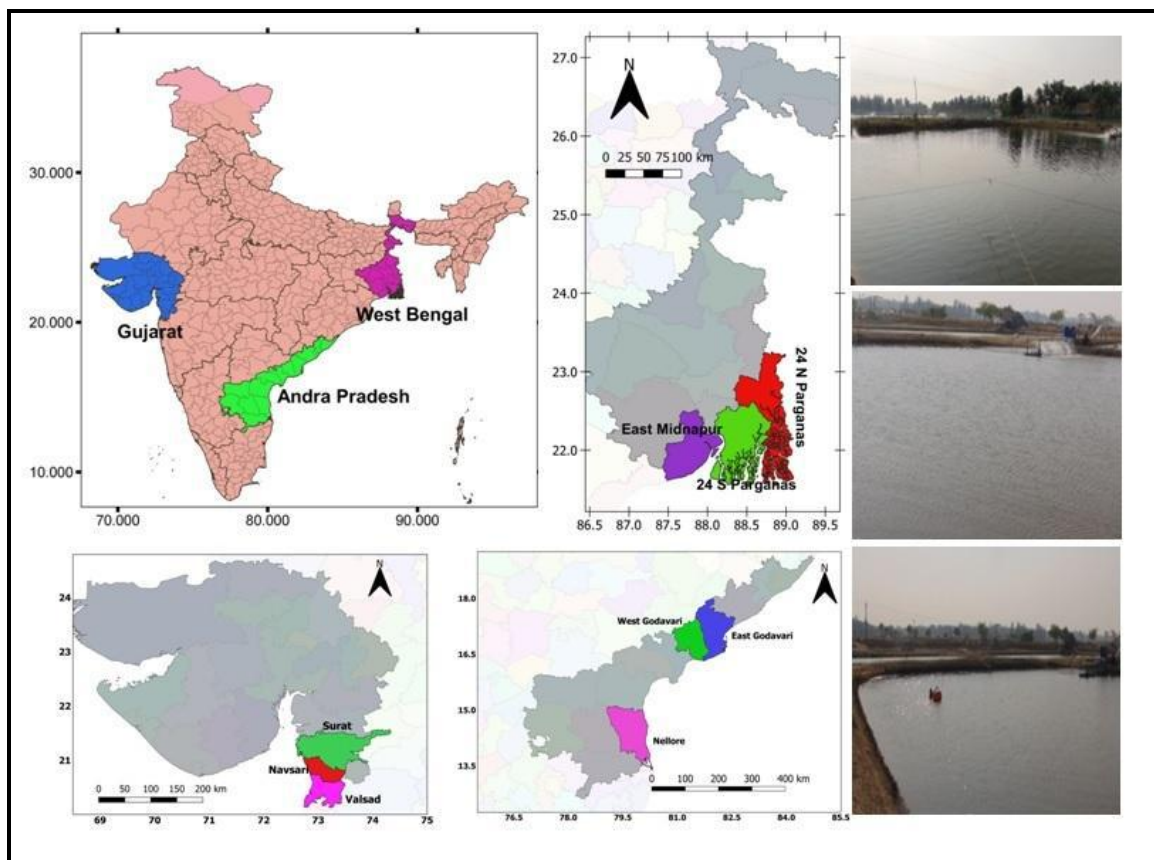 30.000
20.000
10.000
70.000
80.000
90.000
Gujarat
West Bengal
Andra Pradesh
N
27.0
26.0
25.0
24.0
23.0
22.0
0 25 50 75 100 km
24 N Parganas
East Midnapur
24 S Parganas
86.5 87.0 87.5 88.0 88.5 89.0 89.5
N
24
23
22
21
Surat
Navsari
Valsad
0 50 100 150 200 km
69 70 71 72 73 74 75
N
18.0
16.5
15.0
13.5
West Godavari
East Godavari
Nellore
0 100 200 300 400 km
76.5 78.0 79.5 81.0 82.5 84.0 85.5